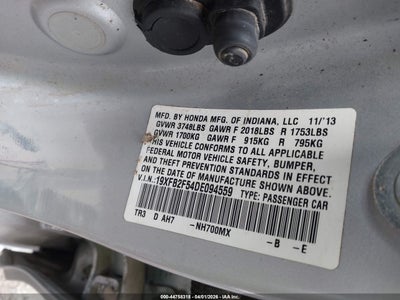 MFD. BY HONDA MFG. OF INDIANA, LLC 11/'13
GVWR 3748LBS GAWR F 2018LBS R 1753LBS
GVWR 1700KG GAWR F 915KG R 795KG
THIS VEHICLE CONFORMS TO ALL APPLICABLE
FEDERAL MOTOR VEHICLE SAFETY, BUMPER,
AND THEFT PREVENTION STANDARDS IN EFFECT
ON THE DATE OF MANUFACTURE SHOWN ABOVE.
V.I.N.: 19XFB2F54DE094559 TYPE: PASSENGER CAR
TR3 D AH7 -NH700MX -B -E
000-44758318 - 04/01/2026 - IAA